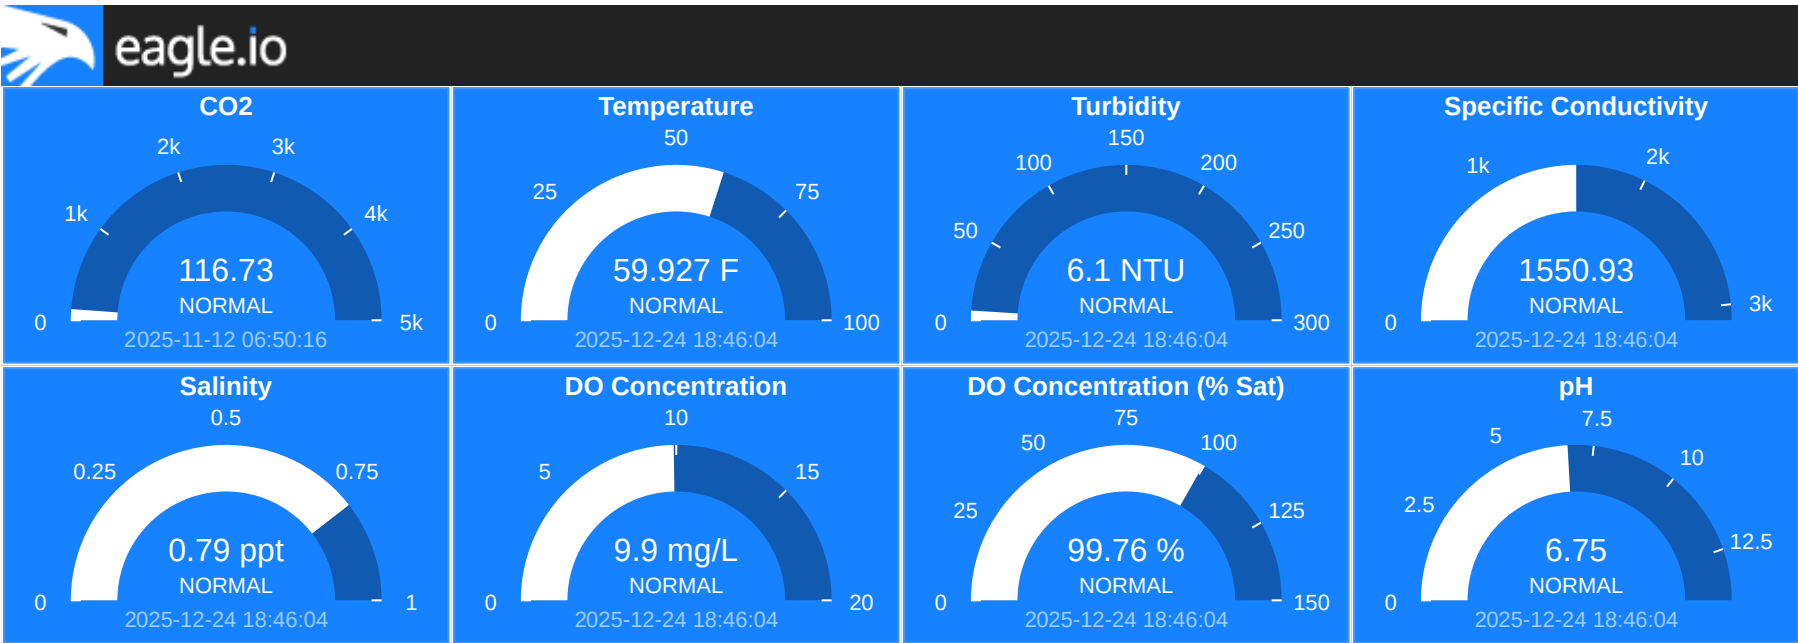 eagle.io
CO2
0
1k
2k
3k
4k
5k
116.73
NORMAL
2025-11-12 06:50:16
Temperature
0
25
50
75
100
59.927 F
NORMAL
2025-12-24 18:46:04
Turbidity
0
50
100
150
200
250
300
6.1 NTU
NORMAL
2025-12-24 18:46:04
Specific Conductivity
0
1k
2k
3k
1550.93
NORMAL
2025-12-24 18:46:04
Salinity
0
0.25
0.5
0.75
1
0.79 ppt
NORMAL
2025-12-24 18:46:04
DO Concentration
0
5
10
15
20
9.9 mg/L
NORMAL
2025-12-24 18:46:04
DO Concentration (% Sat)
0
25
50
75
100
125
150
99.76 %
NORMAL
2025-12-24 18:46:04
pH
0
2.5
5
7.5
10
12.5
6.75
NORMAL
2025-12-24 18:46:04